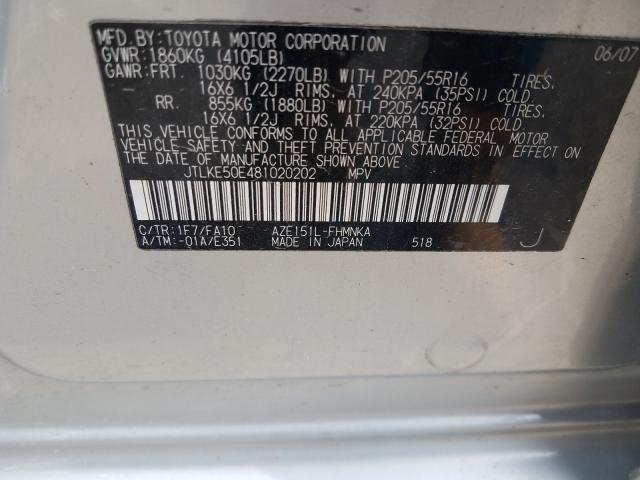 MFD. BY: TOYOTA MOTOR CORPORATION 06/07
GVWR: 1860KG (4105LB)
GAWR: FRT. 1030KG (2270LB) WITH P205/55R16 TIRES.
16X6 1/2J RIMS, AT 240KPA (35PSI) COLD
RR. 855KG (1880LB) WITH P205/55R16 TIRES.
16X6 1/2J RIMS, AT 220KPA (32PSI) COLD
THIS VEHICLE CONFORMS TO ALL APPLICABLE FEDERAL MOTOR
VEHICLE SAFETY AND THEFT PREVENTION STANDARDS IN EFFECT ON
THE DATE OF MANUFACTURE SHOWN ABOVE.
JTLKE50E481020202 MPV
C/TR: 1F7/FA10 AZE151L-FHMNKA
A/TM: -01A/E351 MADE IN JAPAN 518 J